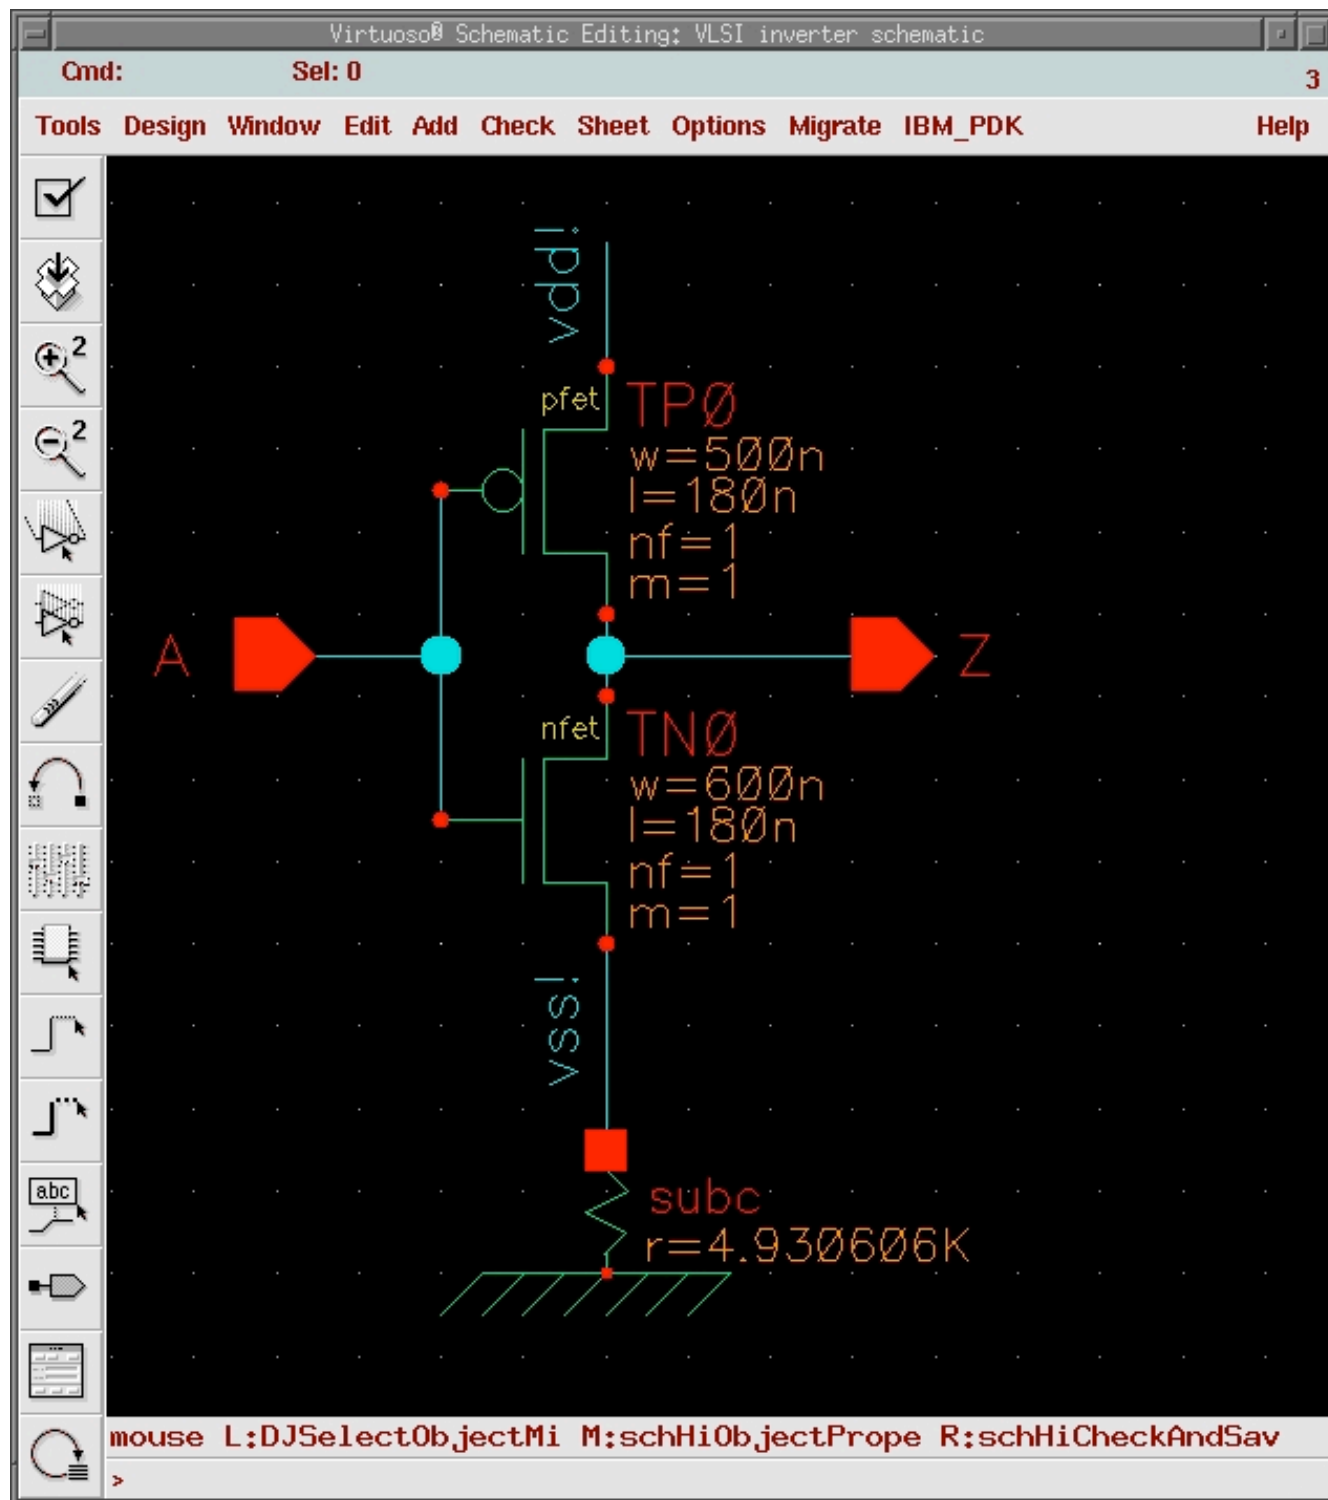 Virtuoso® Schematic Editing: VLSI inverter schematic
Cmd: Sel: 0 3
Tools Design Window Edit Add Check Sheet Options Migrate IBM_PDK Help
2
2
abc
vdd!
pfet
TP0
w=500n
l=180n
nf=1
m=1
A
Z
nfet
TN0
w=600n
l=180n
nf=1
m=1
vss!
subc
r=4.930606K
mouse L:DJSelectObjectMi M:schHiObjectPrope R:schHiCheckAndSav
>